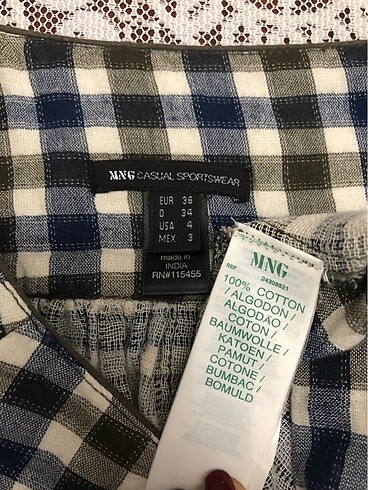 MNG CASUAL SPORTSWEAR
EUR 36
D 34
USA 4
MEX 3
made in
INDIA
RN#115455
MNG
REF 24308821
100% COTTON
ALGODON /
ALGODAO /
COTON /
BAUMWOLLE /
KATOEN /
PAMUT /
COTONE /
BUMBAC /
BOMULD